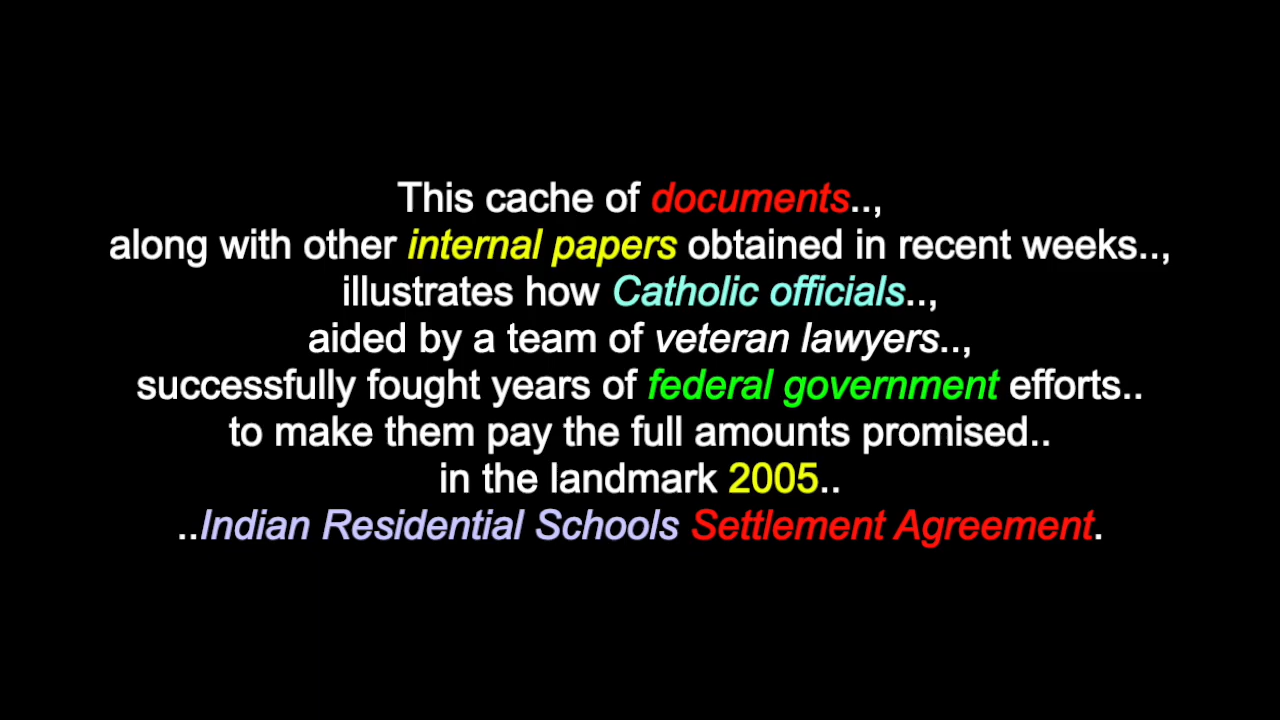 This cache of documents..,
along with other internal papers obtained in recent weeks..,
illustrates how Catholic officials..,
aided by a team of veteran lawyers..,
successfully fought years of federal government efforts..
to make them pay the full amounts promised..
in the landmark 2005..
..Indian Residential Schools Settlement Agreement.